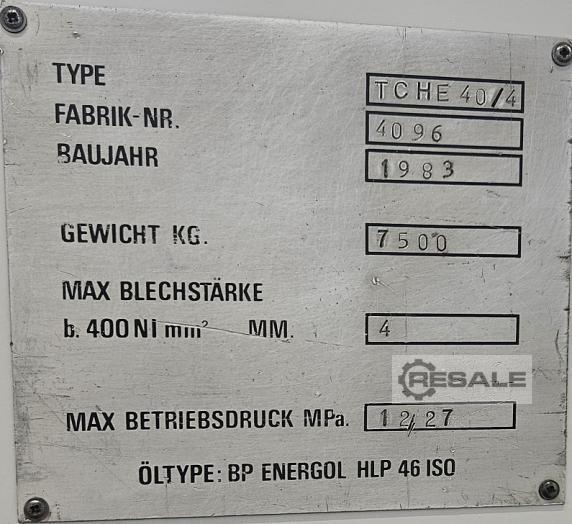 TYPE TCHE 40/4
FABRIK-NR. 4096
BAUJAHR 1983
GEWICHT KG. 7500
MAX BLECHSTÄRKE
b. 400 N/mm² MM. 4
RESALE
MAX BETRIEBSDRUCK MPa. 12/27
ÖLTYPE: BP ENERGOL HLP 46 ISO